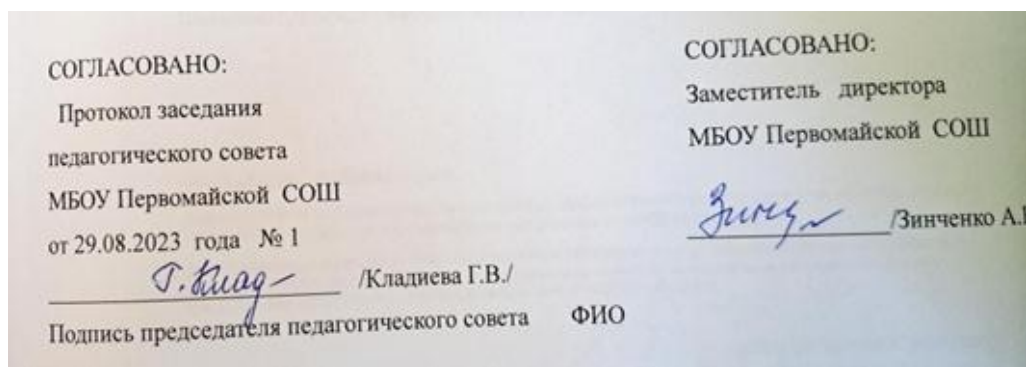 СОГЛАСОВАНО:
Протокол заседания
педагогического совета
МБОУ Первомайской СОШ
от 29.08.2023 года № 1
Г.Клад /Кладиева Г.В./
Подпись председателя педагогического совета ФИО
СОГЛАСОВАНО:
Заместитель директора
МБОУ Первомайской СОШ
/Зинченко А.